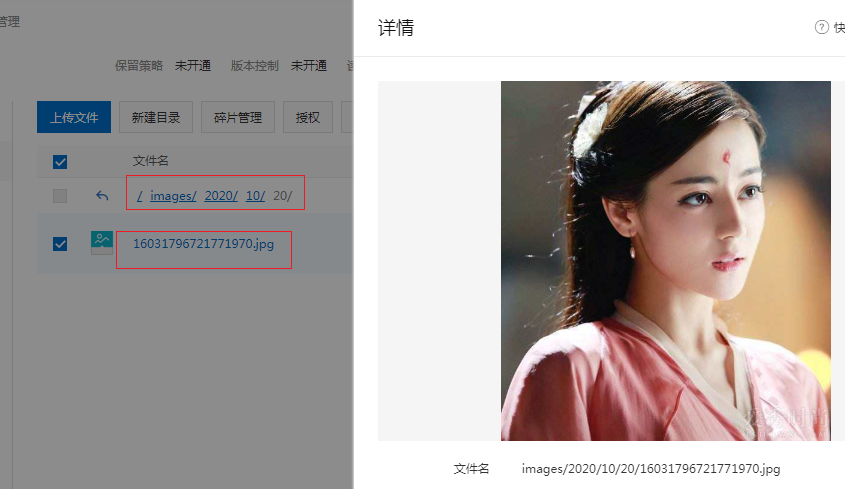 管理
详情
快
保留策略 未开通 版本控制 未开通
上传文件 新建目录 碎片管理 授权
文件名
/ images/ 2020/ 10/ 20/
16031796721771970.jpg
文件名 images/2020/10/20/16031796721771970.jpg